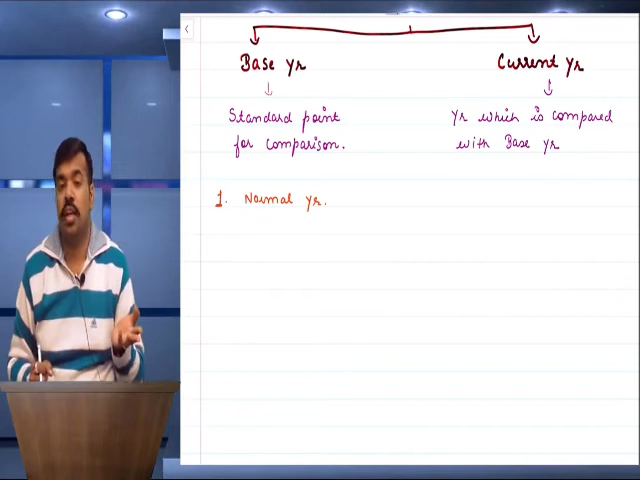 Base yr
Current yr
Standard point
for comparison.
yr which is compared
with Base yr
1. Normal yr.